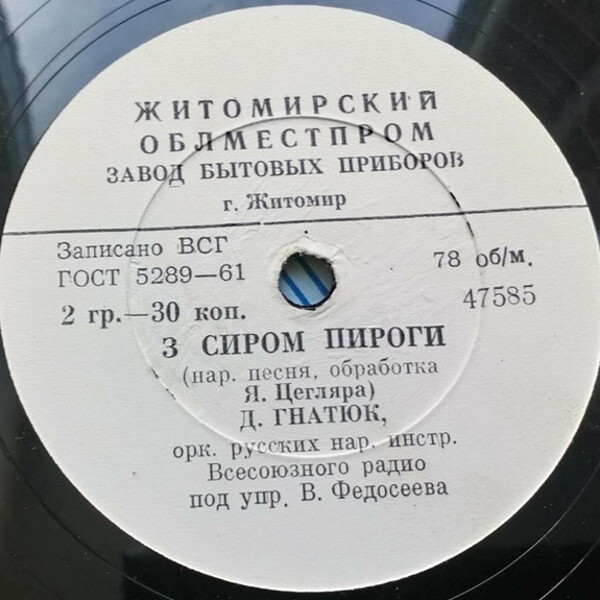 ЖИТОМИРСКИЙ
ОБЛМЕСТПРОМ
ЗАВОД БЫТОВЫХ ПРИБОРОВ
г. Житомир
Записано ВСГ
ГОСТ 5289—61
78 об/м.
2 гр.—30 коп.
47585
З СИРОМ ПИРОГИ
(нар. песня, обработка
Я. Цегляра)
Д. ГНАТЮК,
орк. русских нар. инстр.
Всесоюзного радио
под упр. В. Федосеева